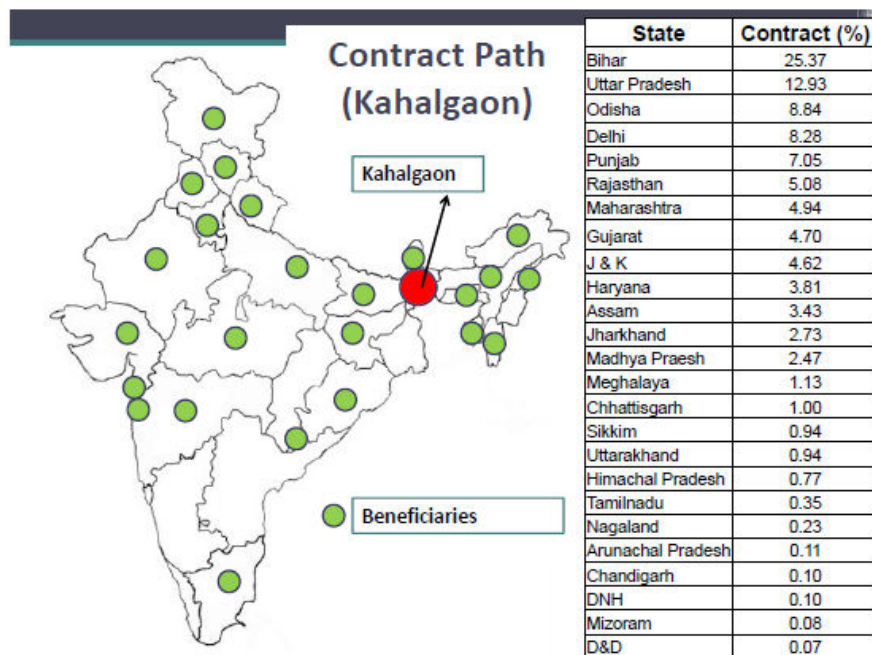 Contract Path
(Kahalgaon)
Kahalgaon
Beneficiaries
State Contract (%)
Bihar 25.37
Uttar Pradesh 12.93
Odisha 8.84
Delhi 8.28
Punjab 7.05
Rajasthan 5.08
Maharashtra 4.94
Gujarat 4.70
J & K 4.62
Haryana 3.81
Assam 3.43
Jharkhand 2.73
Madhya Praesh 2.47
Meghalaya 1.13
Chhattisgarh 1.00
Sikkim 0.94
Uttarakhand 0.94
Himachal Pradesh 0.77
Tamilnadu 0.35
Nagaland 0.23
Arunachal Pradesh 0.11
Chandigarh 0.10
DNH 0.10
Mizoram 0.08
D&D 0.07